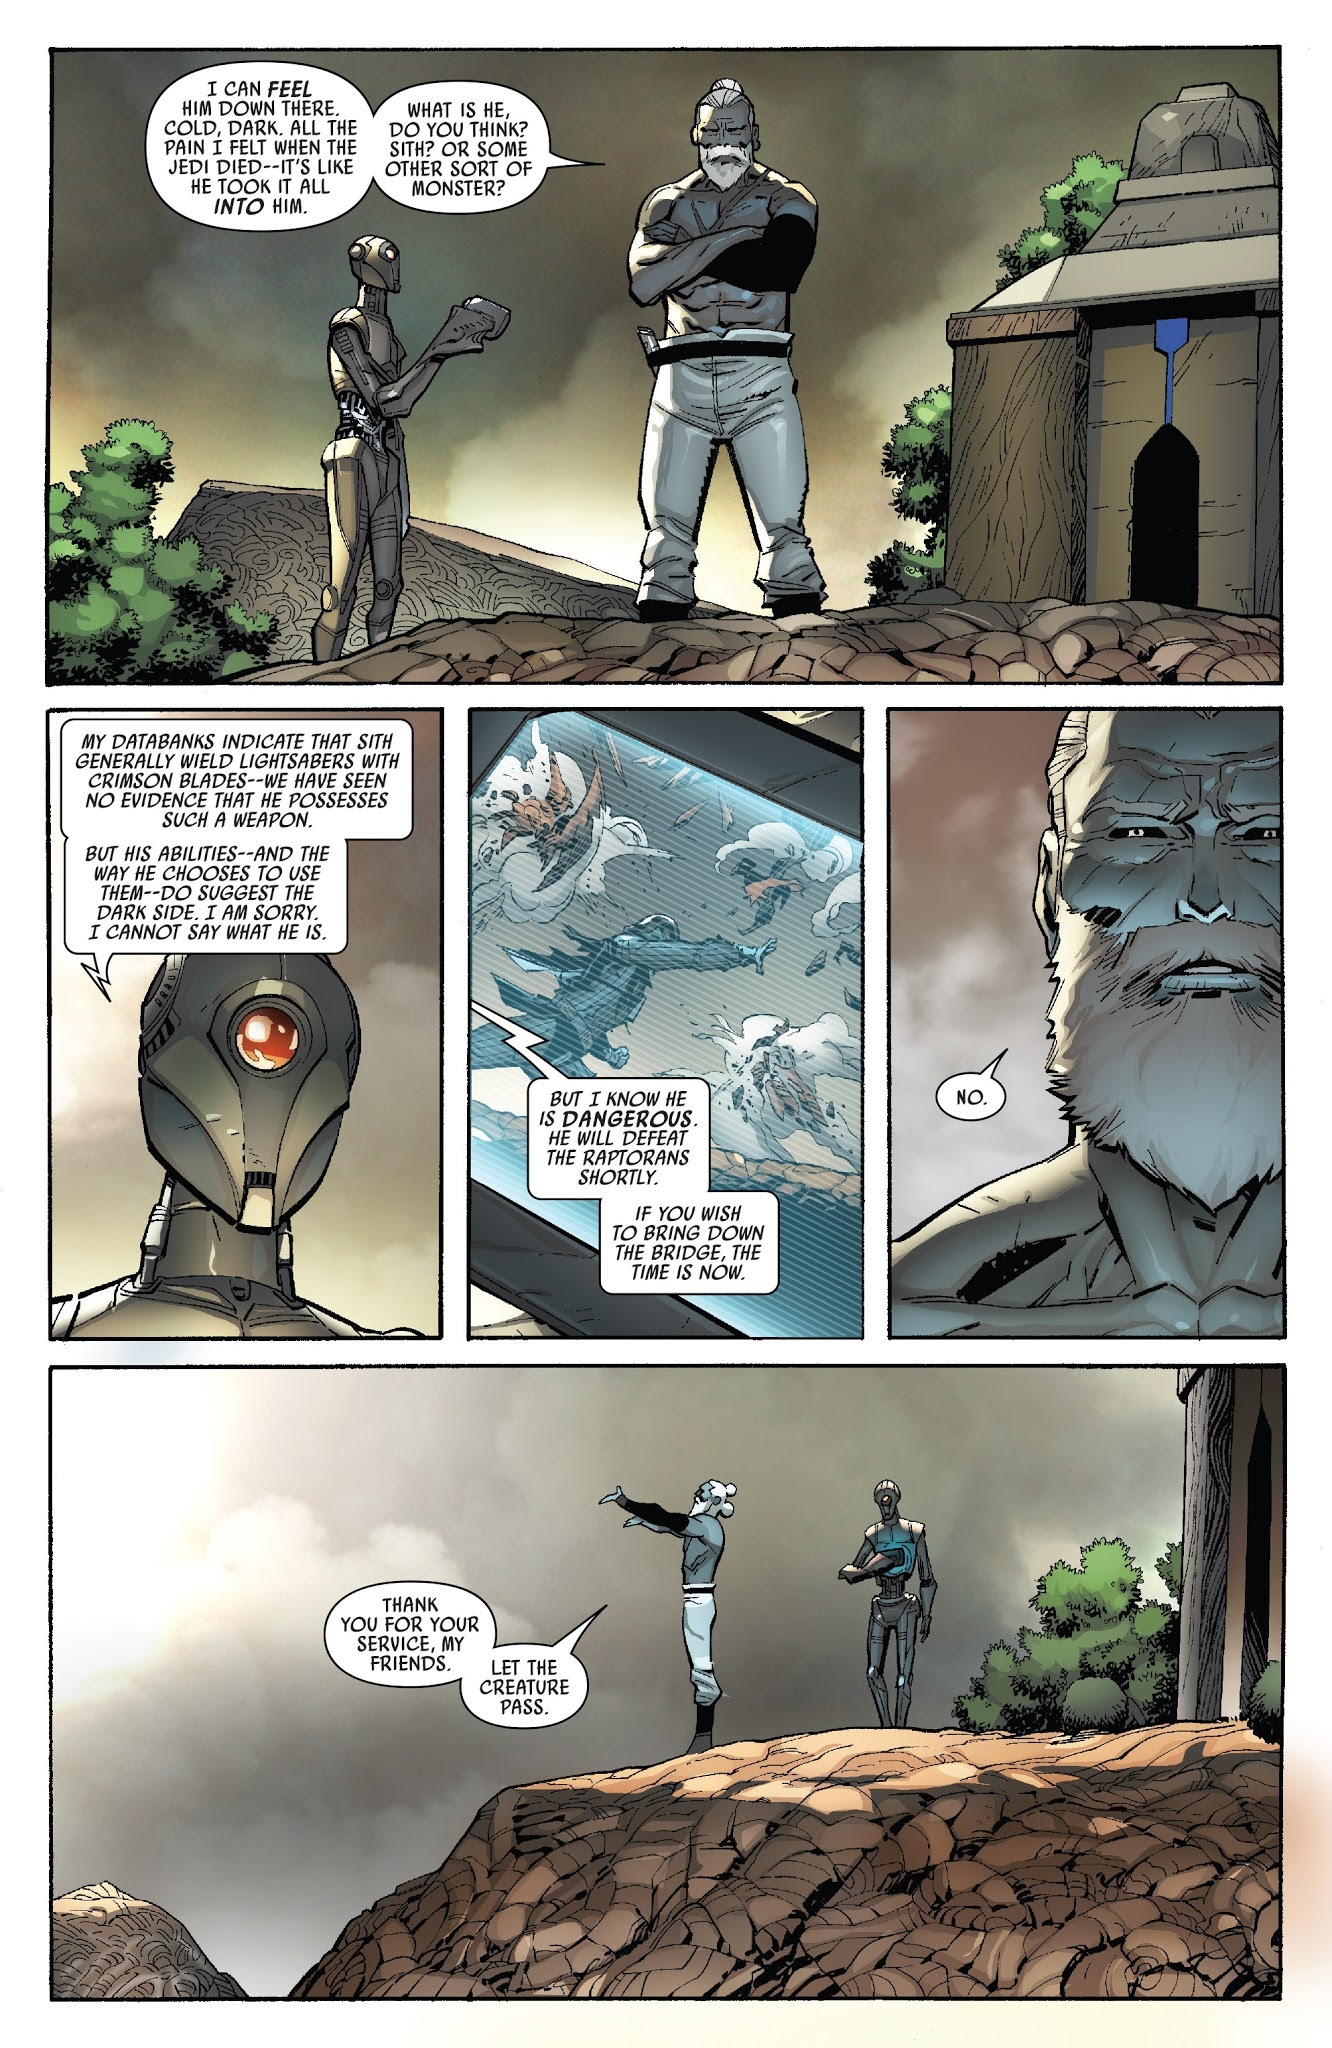 I CAN FEEL
HIM DOWN THERE.
COLD, DARK. ALL THE
PAIN I FELT WHEN THE
JEDI DIED--IT'S LIKE
HE TOOK IT ALL
INTO HIM.
WHAT IS HE,
DO YOU THINK?
SITH? OR SOME
OTHER SORT OF
MONSTER?
MY DATABANKS INDICATE THAT SITH
GENERALLY WIELD LIGHTSABERS WITH
CRIMSON BLADES--WE HAVE SEEN
NO EVIDENCE THAT HE POSSESSES
SUCH A WEAPON.
BUT HIS ABILITIES--AND THE
WAY HE CHOOSES TO USE
THEM--DO SUGGEST THE
DARK SIDE. I AM SORRY.
I CANNOT SAY WHAT HE IS.
BUT I KNOW HE
IS DANGEROUS.
HE WILL DEFEAT
THE RAPTORANS
SHORTLY.
IF YOU WISH
TO BRING DOWN
THE BRIDGE, THE
TIME IS NOW.
NO.
THANK
YOU FOR YOUR
SERVICE, MY
FRIENDS.
LET THE
CREATURE
PASS.